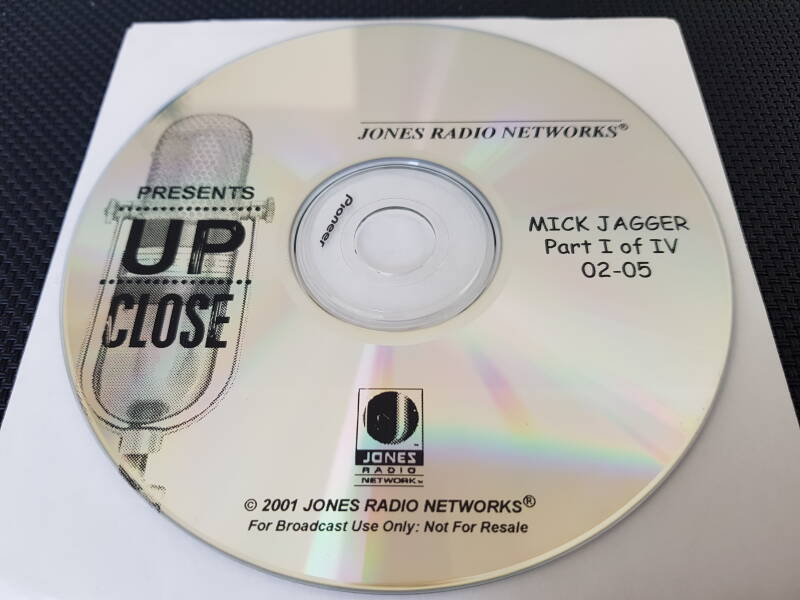 JONES RADIO NETWORKS®
PRESENTS
UP
CLOSE
Pioneer
MICK JAGGER
Part I of IV
02-05
JONES
RADIO
NETWORK™
© 2001 JONES RADIO NETWORKS®
For Broadcast Use Only: Not For Resale